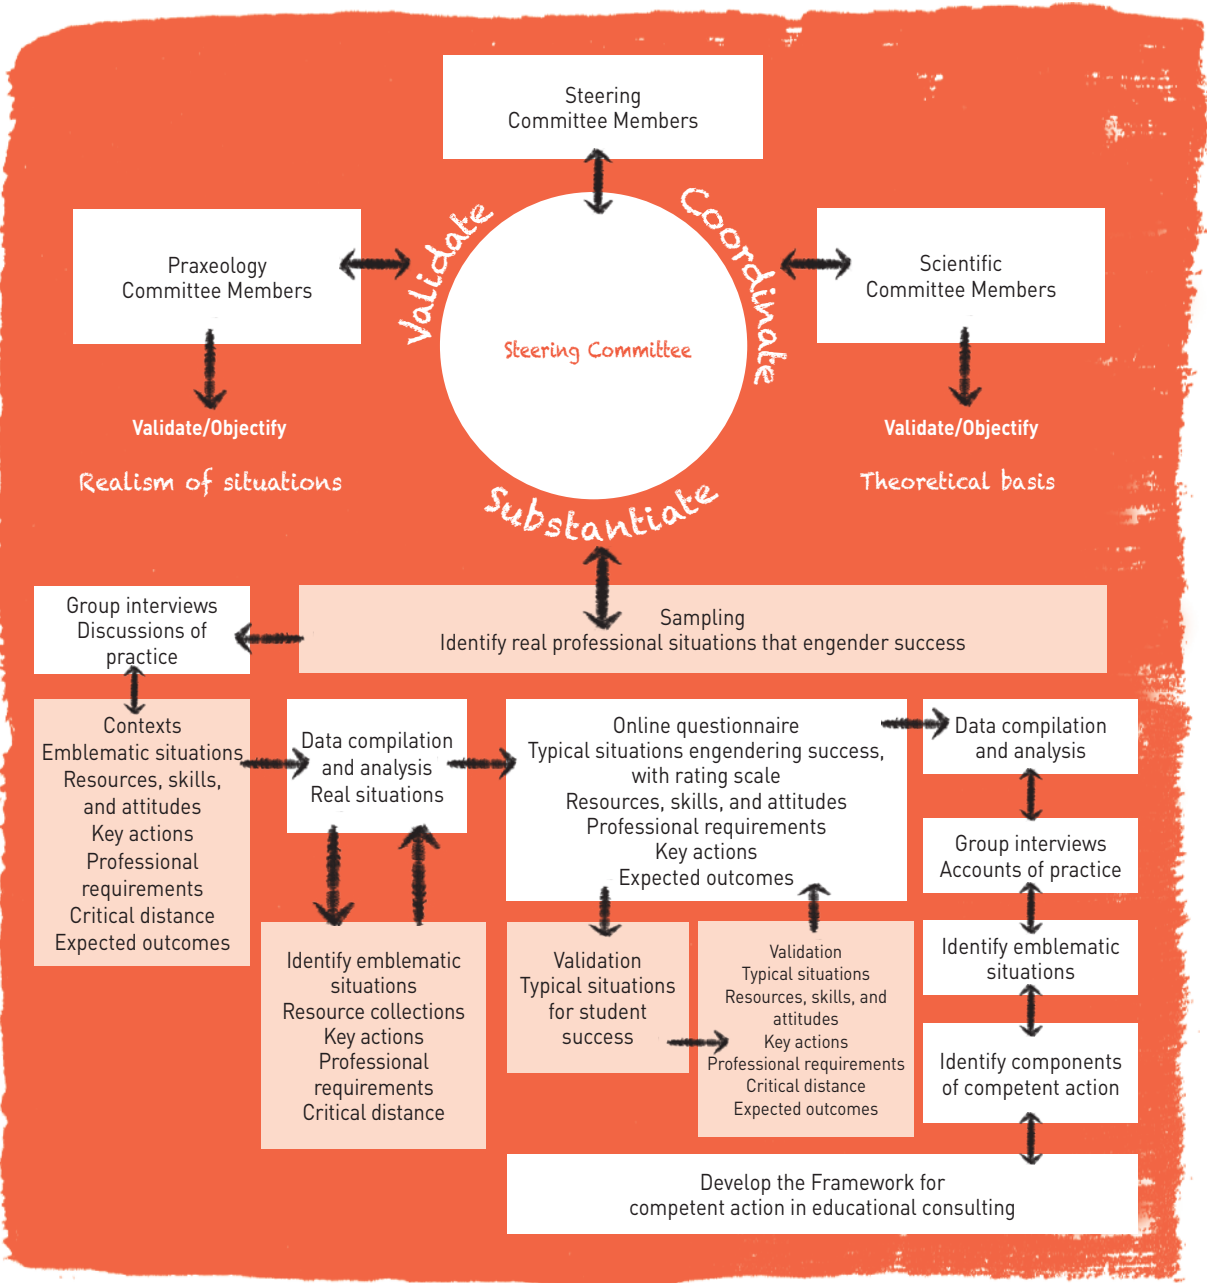 Steering
Committee Members
Validate
Coordinate
Praxeology
Committee Members
Scientific
Committee Members
Steering Committee
Validate/Objectify
Realism of situations
Validate/Objectify
Theoretical basis
Substantiate
Group interviews
Discussions of
practice
Sampling
Identify real professional situations that engender success
Contexts
Emblematic situations
Resources, skills,
and attitudes
Key actions
Professional
requirements
Critical distance
Expected outcomes
Data compilation
and analysis
Real situations
Identify emblematic
situations
Resource collections
Key actions
Professional
requirements
Critical distance
Online questionnaire
Typical situations engendering success,
with rating scale
Resources, skills, and attitudes
Professional requirements
Key actions
Expected outcomes
Validation
Typical situations
for student
success
Validation
Typical situations
Resources, skills, and
attitudes
Key actions
Professional requirements
Critical distance
Expected outcomes
Data compilation
and analysis
Group interviews
Accounts of practice
Identify emblematic
situations
Identify components
of competent action
Develop the Framework for
competent action in educational consulting